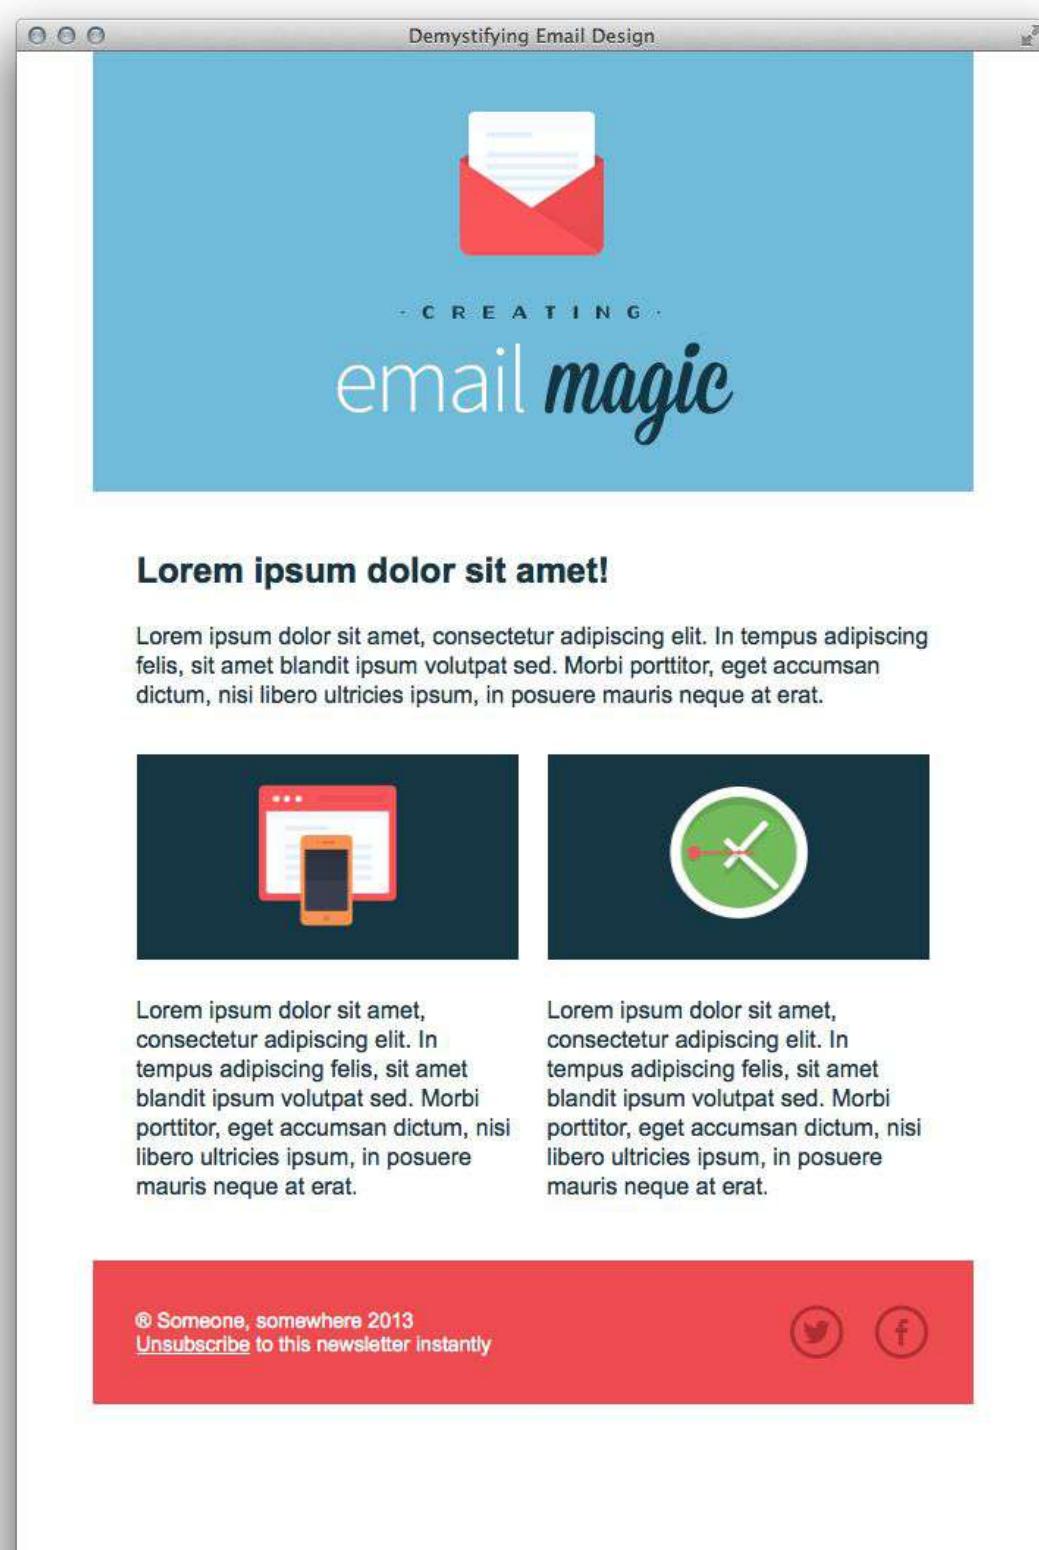 Demystifying Email Design
· C R E A T I N G ·
email magic
Lorem ipsum dolor sit amet!
Lorem ipsum dolor sit amet, consectetur adipiscing elit. In tempus adipiscing
felis, sit amet blandit ipsum volutpat sed. Morbi porttitor, eget accumsan
dictum, nisi libero ultricies ipsum, in posuere mauris neque at erat.
Lorem ipsum dolor sit amet,
consectetur adipiscing elit. In
tempus adipiscing felis, sit amet
blandit ipsum volutpat sed. Morbi
porttitor, eget accumsan dictum, nisi
libero ultricies ipsum, in posuere
mauris neque at erat.
Lorem ipsum dolor sit amet,
consectetur adipiscing elit. In
tempus adipiscing felis, sit amet
blandit ipsum volutpat sed. Morbi
porttitor, eget accumsan dictum, nisi
libero ultricies ipsum, in posuere
mauris neque at erat.
® Someone, somewhere 2013
Unsubscribe to this newsletter instantly